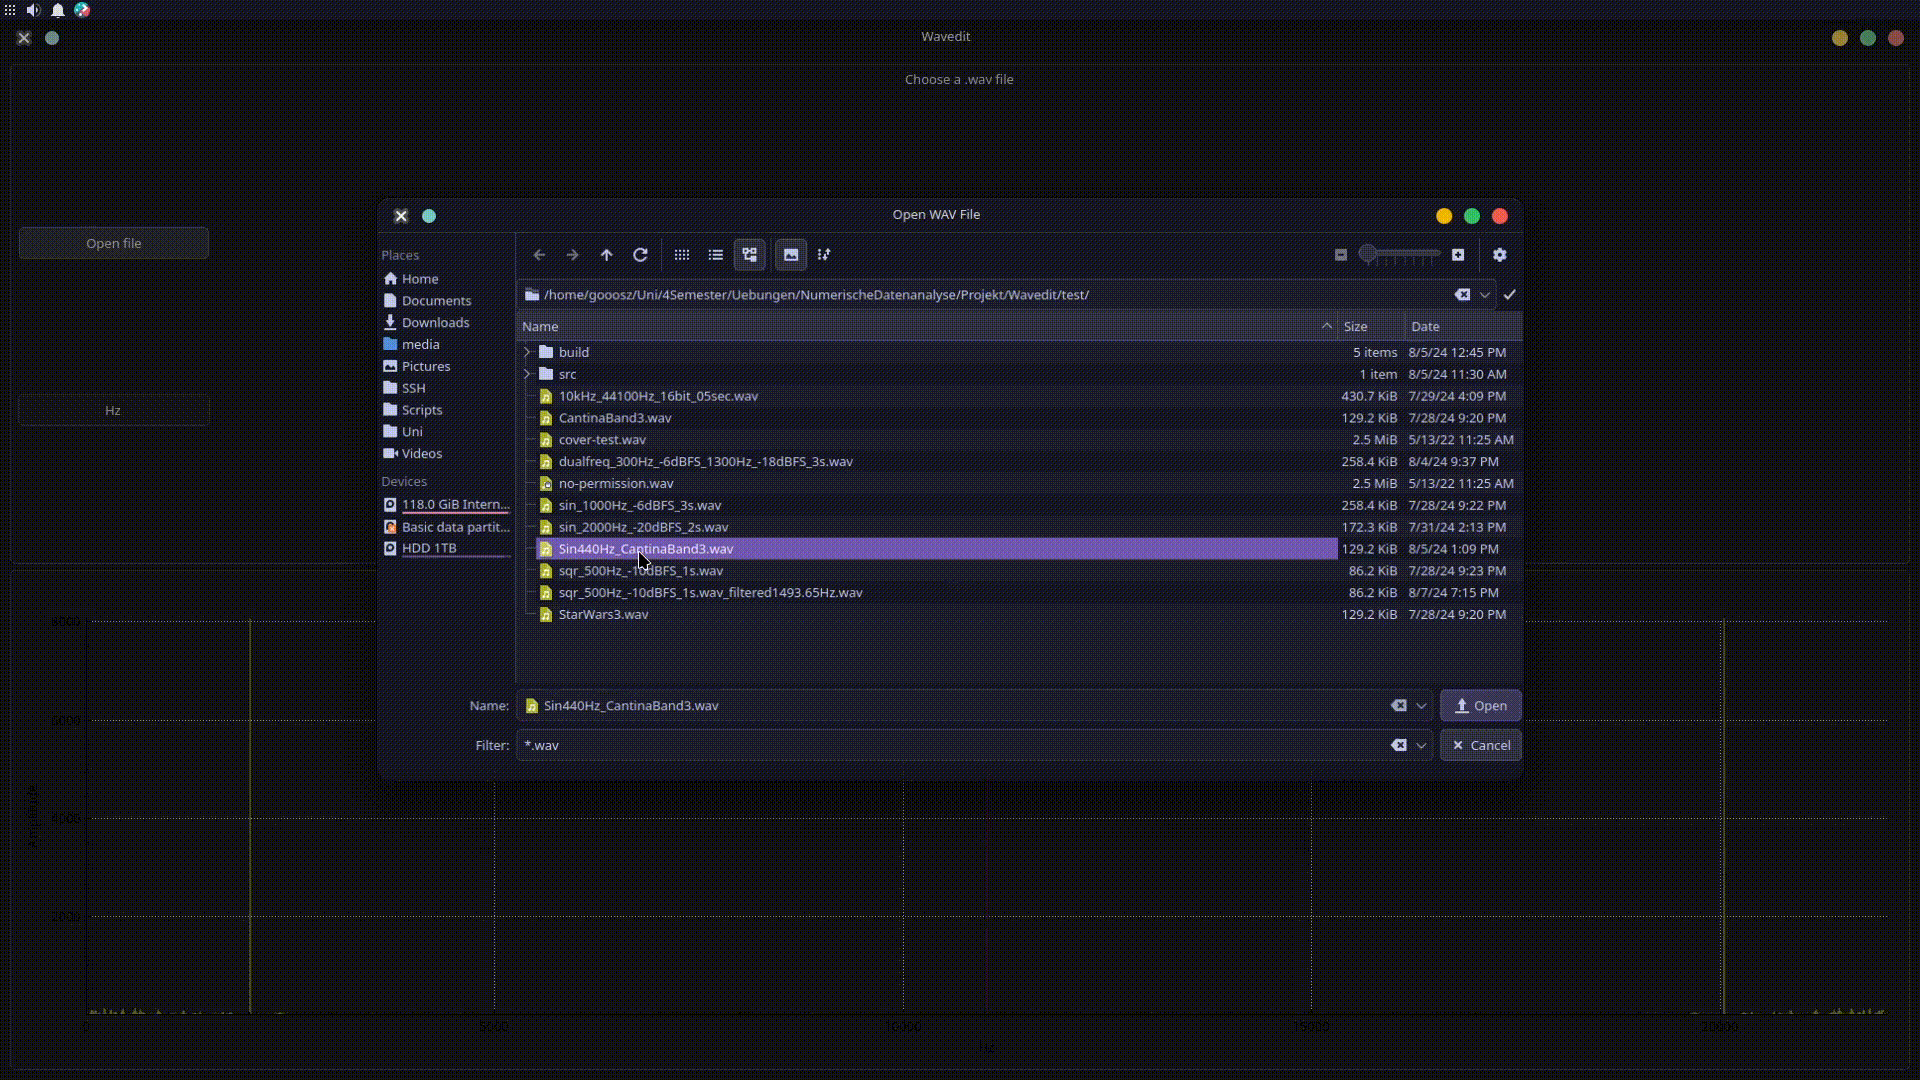 Wavedit
Choose a .wav file
Open file
Hz
Open WAV File
Places
Home
Documents
Downloads
media
Pictures
SSH
Scripts
Uni
Videos
Devices
118.0 GiB Intern...
Basic data partit...
HDD 1TB
/home/gooosz/Uni/4Semester/Uebungen/NumerischeDatenanalyse/Projekt/Wavedit/test/
Name Size Date
build 5 items 8/5/24 12:45 PM
src 1 item 8/5/24 11:30 AM
10kHz_44100Hz_16bit_05sec.wav 430.7 KiB 7/29/24 4:09 PM
CantinaBand3.wav 129.2 KiB 7/28/24 9:20 PM
cover-test.wav 2.5 MiB 5/13/22 11:25 AM
dualfreq_300Hz_-6dBFS_1300Hz_-18dBFS_3s.wav 258.4 KiB 8/4/24 9:37 PM
no-permission.wav 2.5 MiB 5/13/22 11:25 AM
sin_1000Hz_-6dBFS_3s.wav 258.4 KiB 7/28/24 9:22 PM
sin_2000Hz_-20dBFS_2s.wav 172.3 KiB 7/31/24 2:13 PM
Sin440Hz_CantinaBand3.wav 129.2 KiB 8/5/24 1:09 PM
sqr_500Hz_-10dBFS_1s.wav 86.2 KiB 7/28/24 9:23 PM
sqr_500Hz_-10dBFS_1s.wav_filtered1493.65Hz.wav 86.2 KiB 8/7/24 7:15 PM
StarWars3.wav 129.2 KiB 7/28/24 9:20 PM
Name: Sin440Hz_CantinaBand3.wav Open
Filter: *.wav Cancel
8000
6000
4000
2000
Amplitude
0 5000 10000 15000 20000
Hz